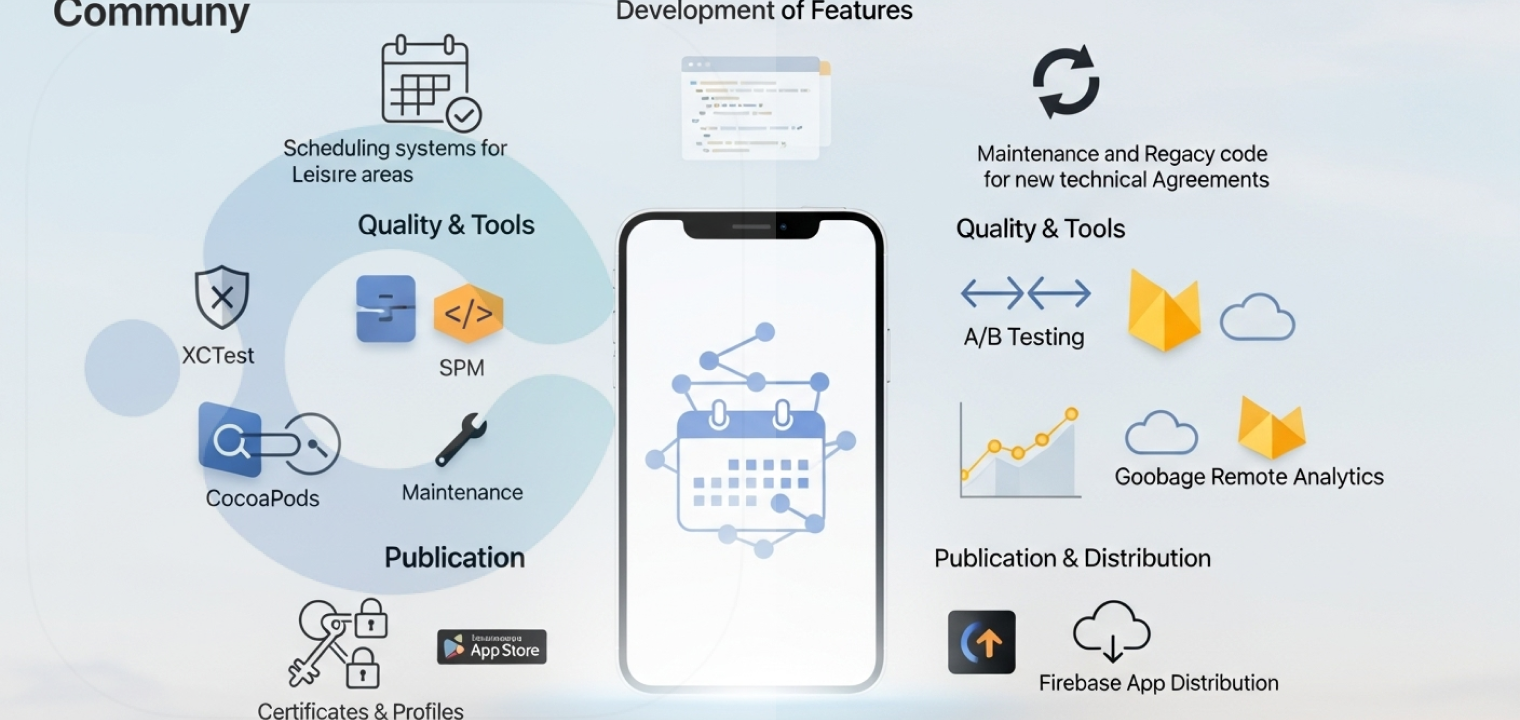 Communy
Development of Features
Scheduling systems for
Leisıre areas
Maintenance and Regacy code
for new technical Agreements
Quality & Tools
Quality & Tools
XCTest
SPM
A/B Testing
CocoaPods
Maintenance
Goobage Remote Analytics
Publication
Publication & Distribution
App Store
Firebase App Distribution
Certificates & Profiles